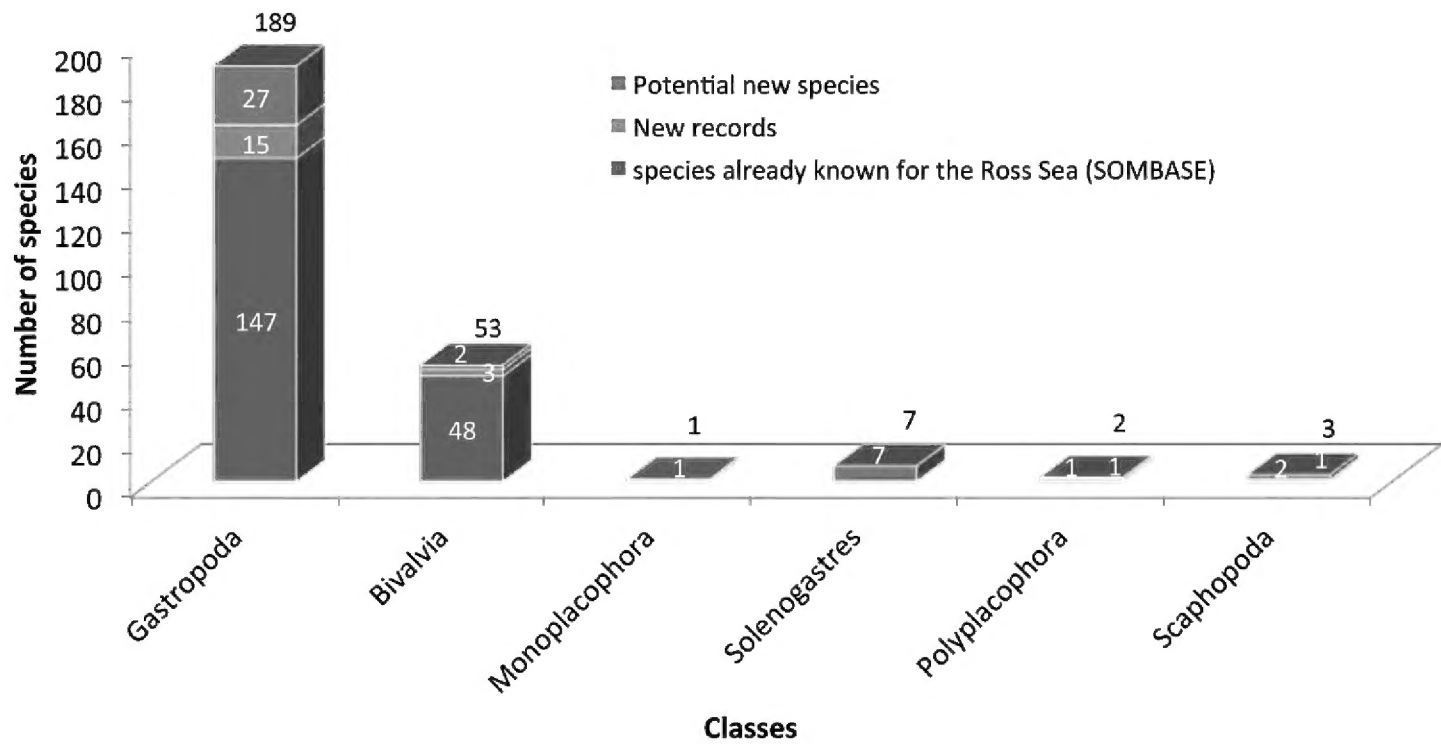 189
200
180
160
140
120
100
80
60
40
20
0
Number of species
Potential new species
New records
species already known for the Ross Sea (SOMBASE)
27
15
147
53
2
3
48
1
1
7
7
2
1 1
3
2 1
Gastropoda
Bivalvia
Monoplacophora
Solenogastres
Polyplacophora
Scaphopoda
Classes